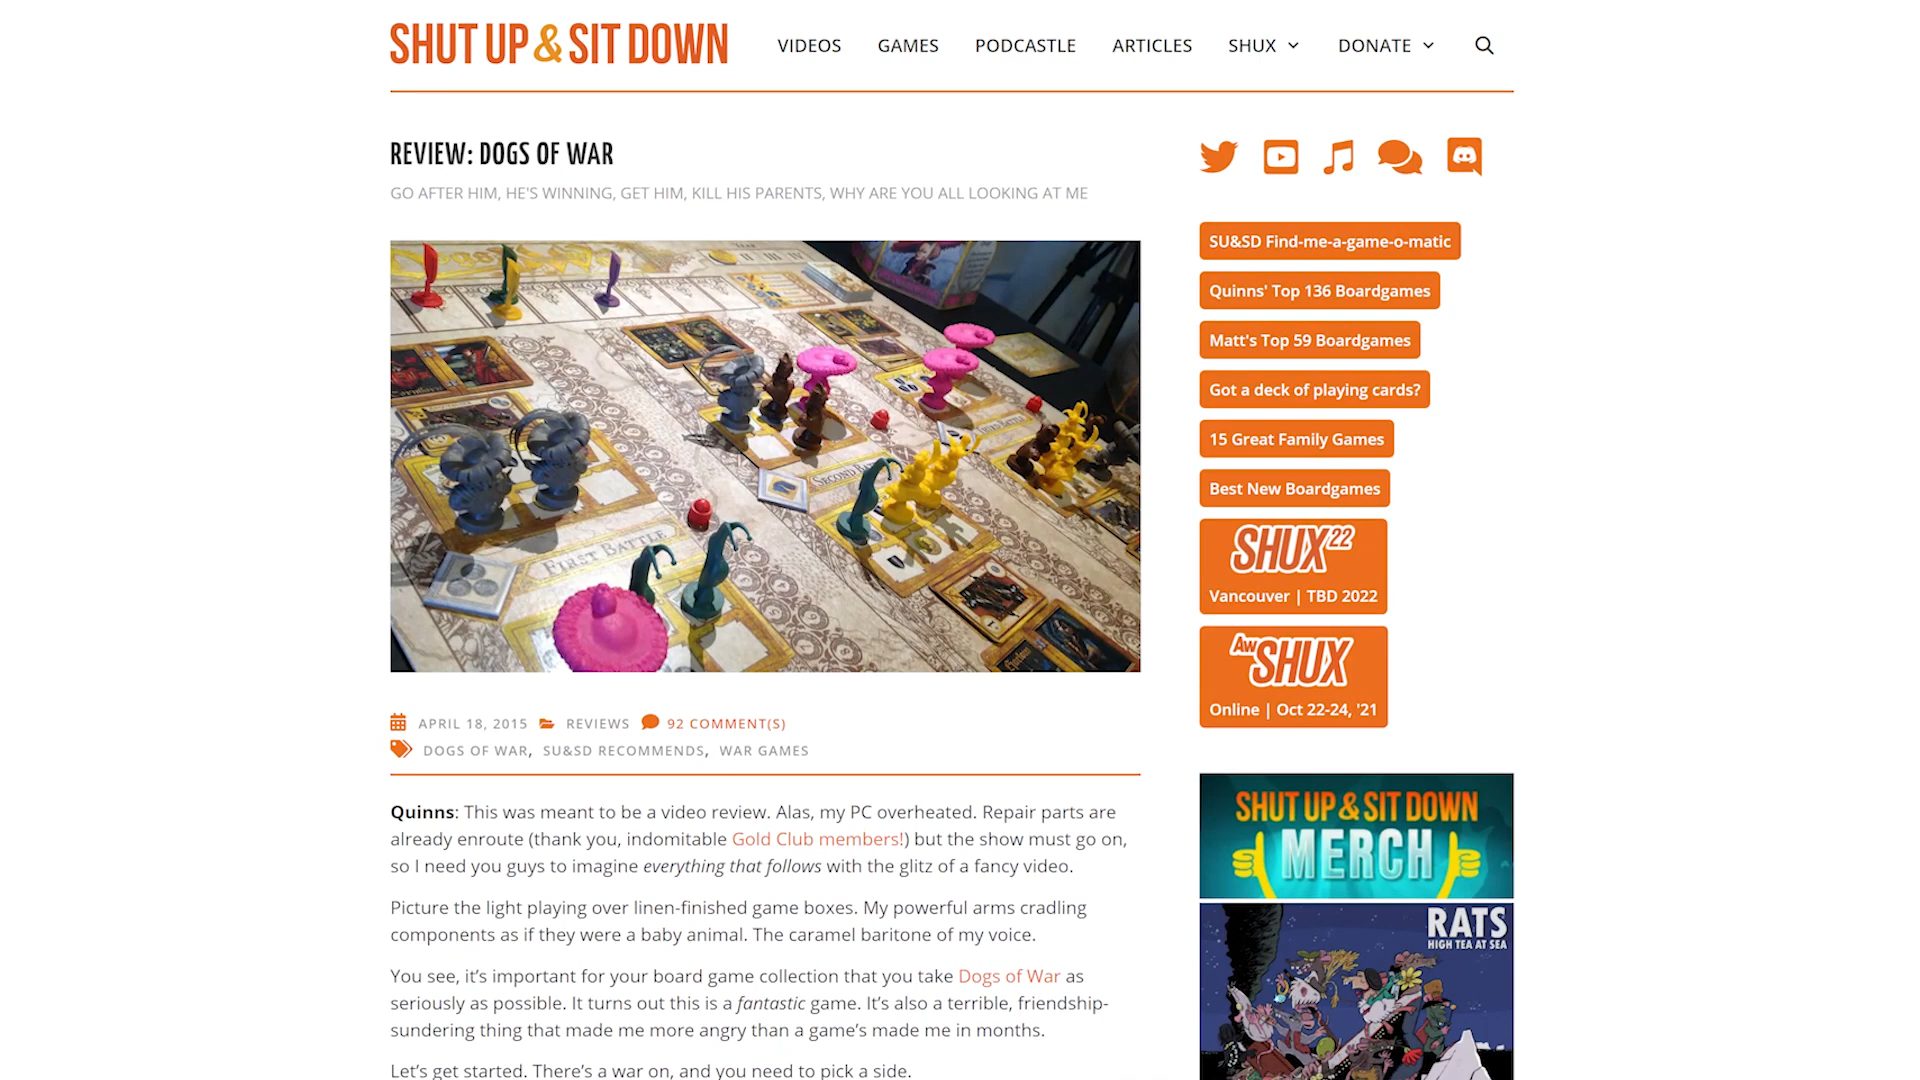 SHUT UP & SIT DOWN
VIDEOS
GAMES
PODCASTLE
ARTICLES
SHUX
DONATE
REVIEW: DOGS OF WAR
GO AFTER HIM, HE'S WINNING, GET HIM, KILL HIS PARENTS, WHY ARE YOU ALL LOOKING AT ME
FIRST BATTLE
APRIL 18, 2015 REVIEWS 92 COMMENT(S)
DOGS OF WAR, SU&SD RECOMMENDS, WAR GAMES
Quinns: This was meant to be a video review. Alas, my PC overheated. Repair parts are
already enroute (thank you, indomitable Gold Club members!) but the show must go on,
so I need you guys to imagine everything that follows with the glitz of a fancy video.
Picture the light playing over linen-finished game boxes. My powerful arms cradling
components as if they were a baby animal. The caramel baritone of my voice.
You see, it's important for your board game collection that you take Dogs of War as
seriously as possible. It turns out this is a fantastic game. It's also a terrible, friendship-
sundering thing that made me more angry than a game's made me in months.
Let's get started. There's a war on, and you need to pick a side.
SU&SD Find-me-a-game-o-matic
Quinns' Top 136 Boardgames
Matt's Top 59 Boardgames
Got a deck of playing cards?
15 Great Family Games
Best New Boardgames
SHUX22
Vancouver | TBD 2022
AW SHUX
Online | Oct 22-24, '21
SHUT UP & SIT DOWN
MERCH
RATS
HIGH TEA AT SEA